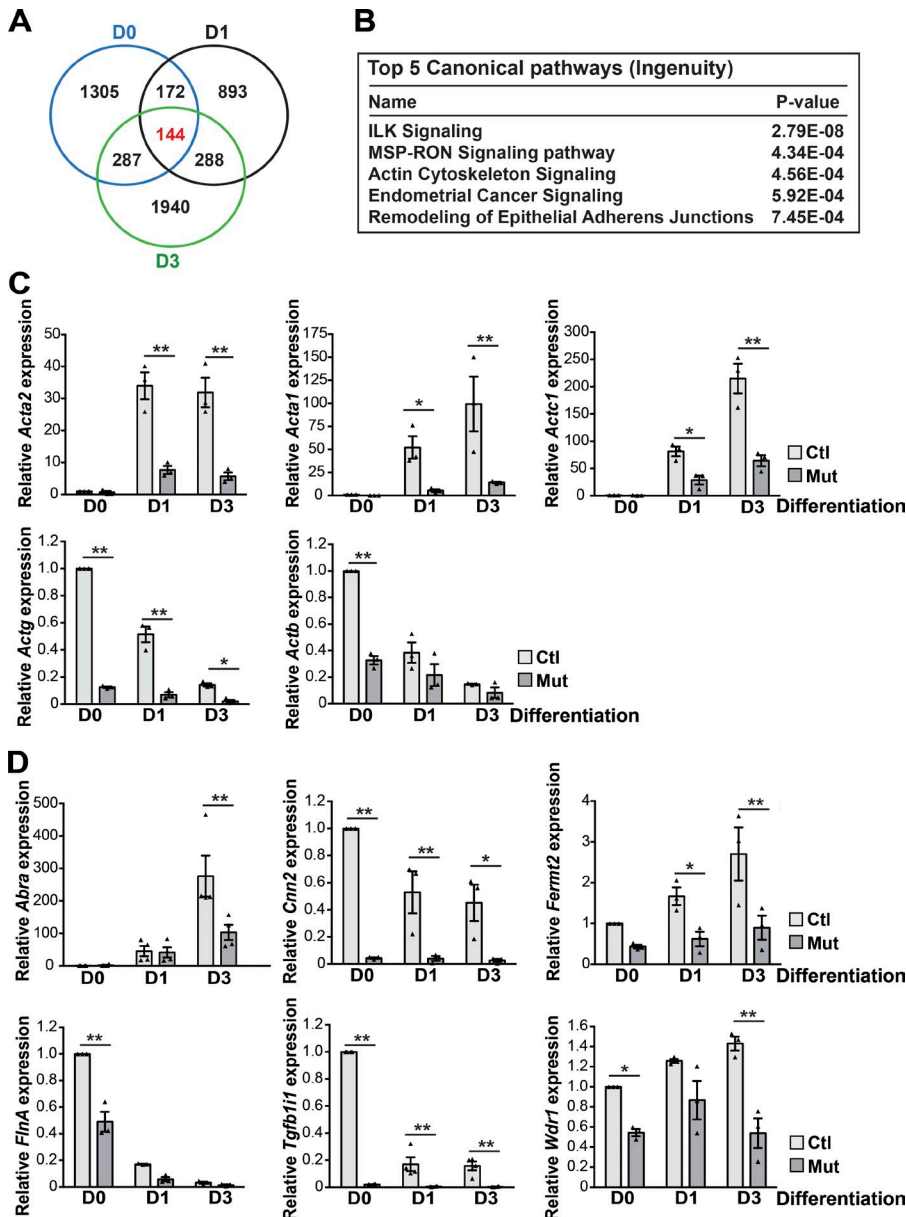 A
D0
D1
1305
172
893
144
287
288
1940
D3
B
Top 5 Canonical pathways (Ingenuity)
Name P-value
ILK Signaling 2.79E-08
MSP-RON Signaling pathway 4.34E-04
Actin Cytoskeleton Signaling 4.56E-04
Endometrial Cancer Signaling 5.92E-04
Remodeling of Epithelial Adherens Junctions 7.45E-04
C
Relative Acta2 expression
40
30
20
10
0
** **
D0 D1 D3
Relative Acta1 expression
175
150
125
100
75
50
25
0
* **
D0 D1 D3
Relative Actc1 expression
300
250
200
150
100
50
0
* **
D0 D1 D3
Ctl
Mut
Differentiation
Relative Actg expression
1.2
1
0.8
0.6
0.4
0.2
0
** ** *
D0 D1 D3
Relative Actb expression
1.2
1.0
0.8
0.6
0.4
0.2
0
**
D0 D1 D3
Ctl
Mut
Differentiation
D
Relative Abra expression
500
400
300
200
100
0
**
D0 D1 D3
Relative Cnn2 expression
1.2
1
0.8
0.6
0.4
0.2
0
** ** *
D0 D1 D3
Relative Fermt2 expression
4
3
2
1
0
* **
D0 D1 D3
Ctl
Mut
Differentiation
Relative FlnA expression
1.2
1.0
0.8
0.6
0.4
0.2
0
**
D0 D1 D3
Relative Tgfb1i1 expression
1.2
1
0.8
0.6
0.4
0.2
0
** ** **
D0 D1 D3
Relative Wdr1 expression
1.6
1.4
1.2
1.0
0.8
0.6
0.4
0.2
0
* **
D0 D1 D3
Ctl
Mut
Differentiation